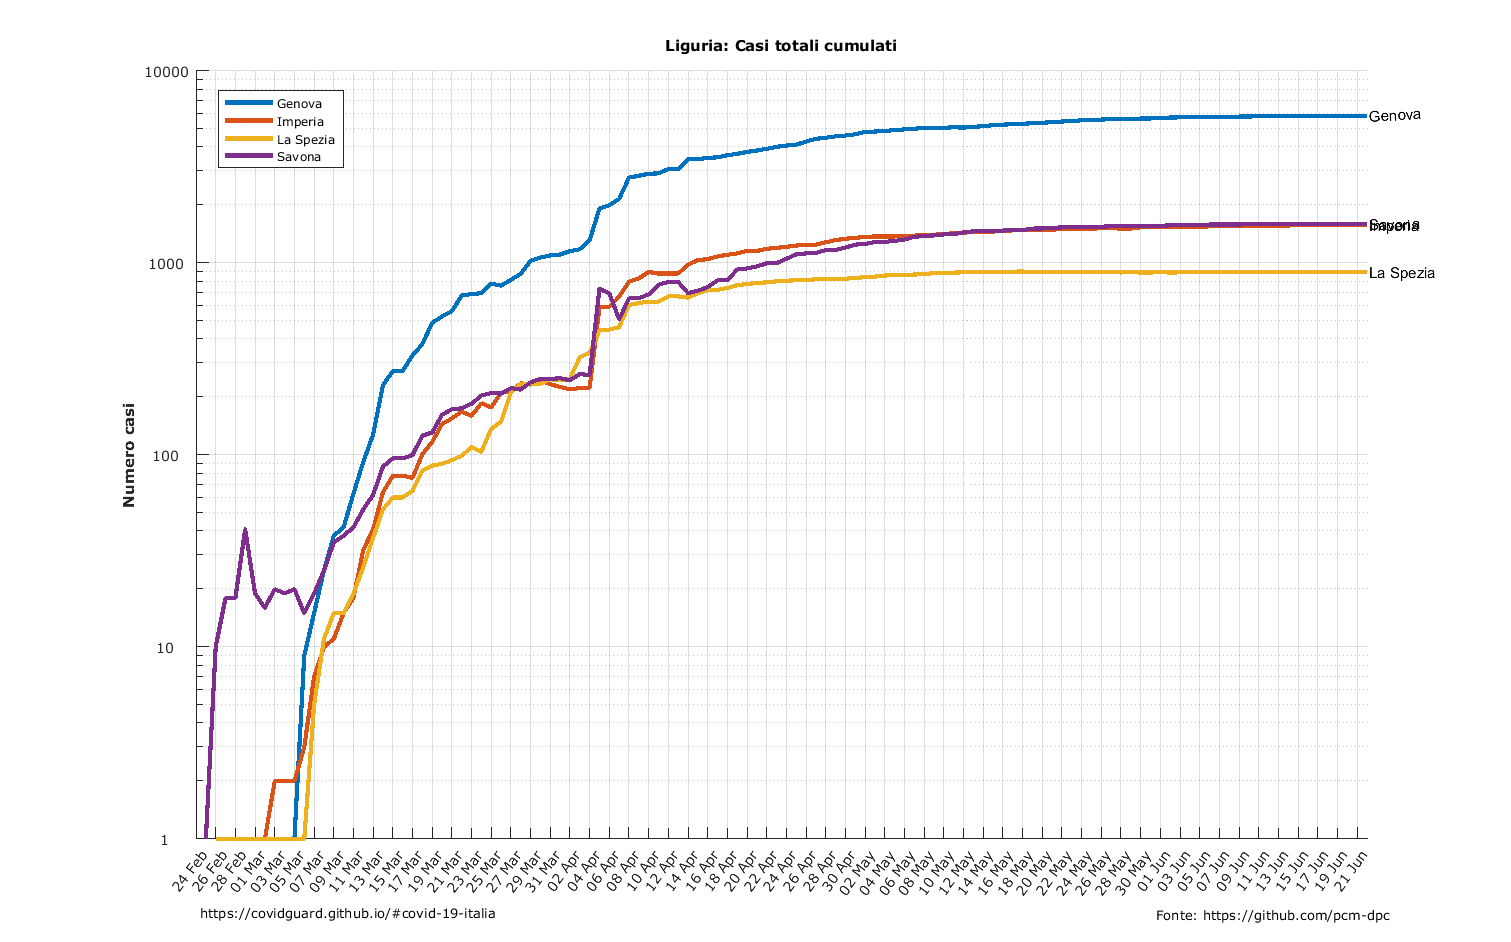 Liguria: Casi totali cumulati
10000
1000
100
10
1
Numero casi
Genova
Imperia
La Spezia
Savona
Genova
Savona
Imperia
La Spezia
24 Feb
26 Feb
28 Feb
01 Mar
03 Mar
05 Mar
07 Mar
09 Mar
11 Mar
13 Mar
15 Mar
17 Mar
19 Mar
21 Mar
23 Mar
25 Mar
27 Mar
29 Mar
31 Mar
02 Apr
04 Apr
06 Apr
08 Apr
10 Apr
12 Apr
14 Apr
16 Apr
18 Apr
20 Apr
22 Apr
24 Apr
26 Apr
28 Apr
30 Apr
02 May
04 May
06 May
08 May
10 May
12 May
14 May
16 May
18 May
20 May
22 May
24 May
26 May
28 May
30 May
01 Jun
03 Jun
05 Jun
07 Jun
09 Jun
11 Jun
13 Jun
15 Jun
17 Jun
19 Jun
21 Jun
https://covidguard.github.io/#covid-19-italia
Fonte: https://github.com/pcm-dpc